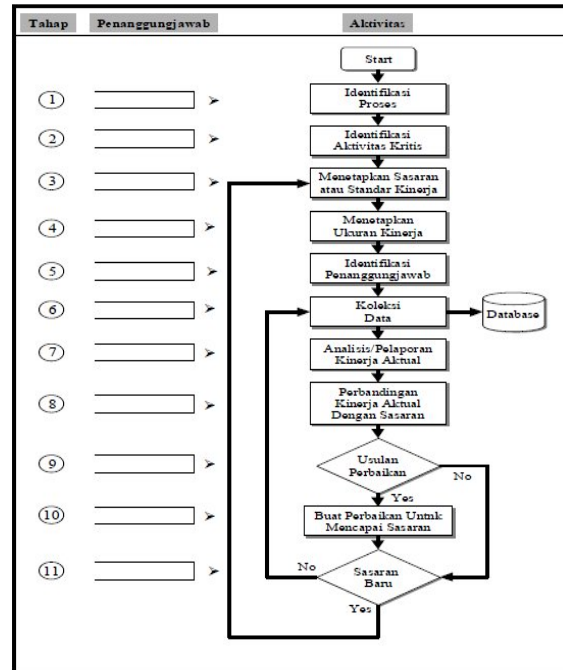 Tahap Penanggungjawab Aktivitas
Start
1
Identifikasi
Proses
2
Identifikasi
Aktivitas Kritis
3
Menetapkan Sasaran
atau Standar Kinerja
4
Menetapkan
Ukuran Kinerja
5
Identifikasi
Penanggungjawab
6
Koleksi
Data
Database
7
Analisis/Pelaporan
Kinerja Aktual
8
Perbandingan
Kinerja Aktual
Dengan Sasaran
9
Usulan
Perbaikan
No
Yes
10
Buat Perbaikan Untuk
Mencapai Sasaran
11
No
Sasaran
Baru
Yes